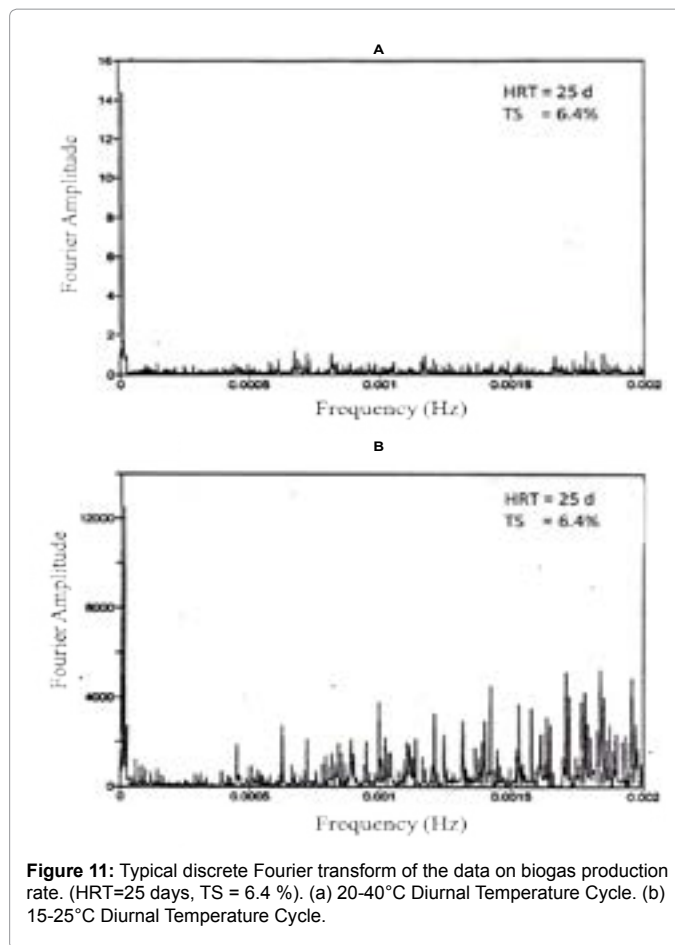 A
16
14
12
10
8
6
4
2
0
Fourier Amplitude
HRT = 25 d
TS = 6.4%
0
0.0005
0.001
0.0015
0.002
Frequency (Hz)
B
12000
8000
4000
0
Fourier Amplitude
HRT = 25 d
TS = 6.4%
0
0.0005
0.001
0.0015
0.002
Frequency (Hz)
Figure 11: Typical discrete Fourier transform of the data on biogas production
rate. (HRT=25 days, TS = 6.4 %). (a) 20-40°C Diurnal Temperature Cycle. (b)
15-25°C Diurnal Temperature Cycle.